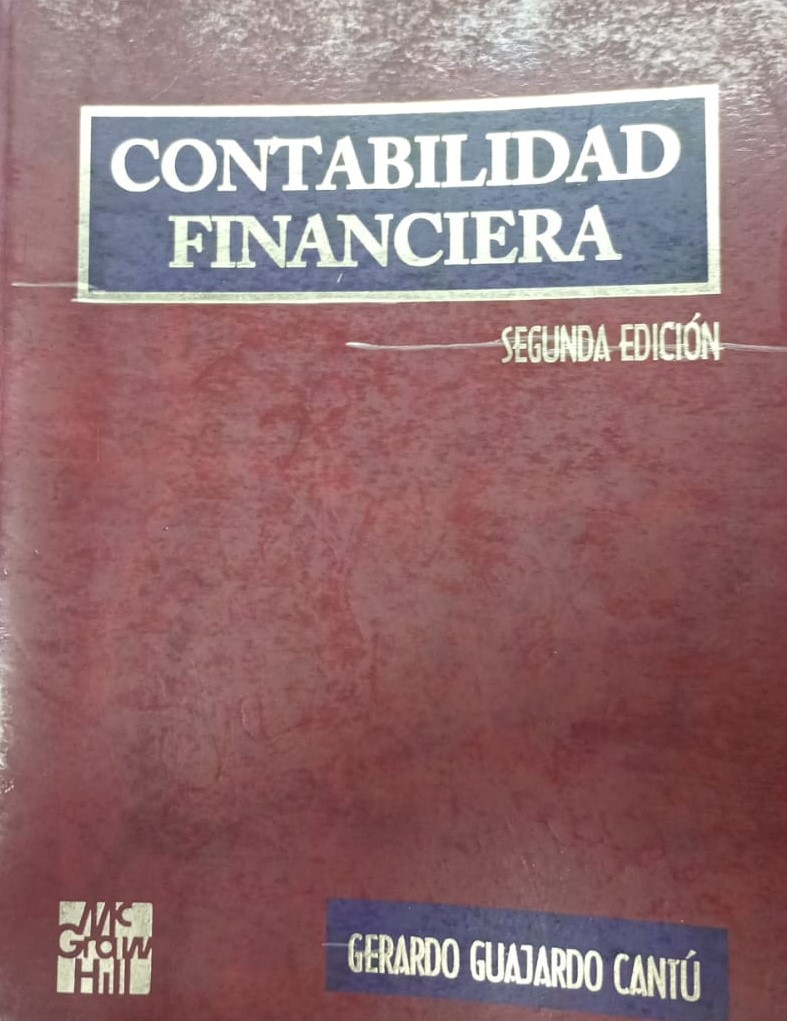 CONTABILIDAD
FINANCIERA
SEGUNDA EDICIÓN
Mc
Graw
Hill
GERARDO GUAJARDO CANTÚ